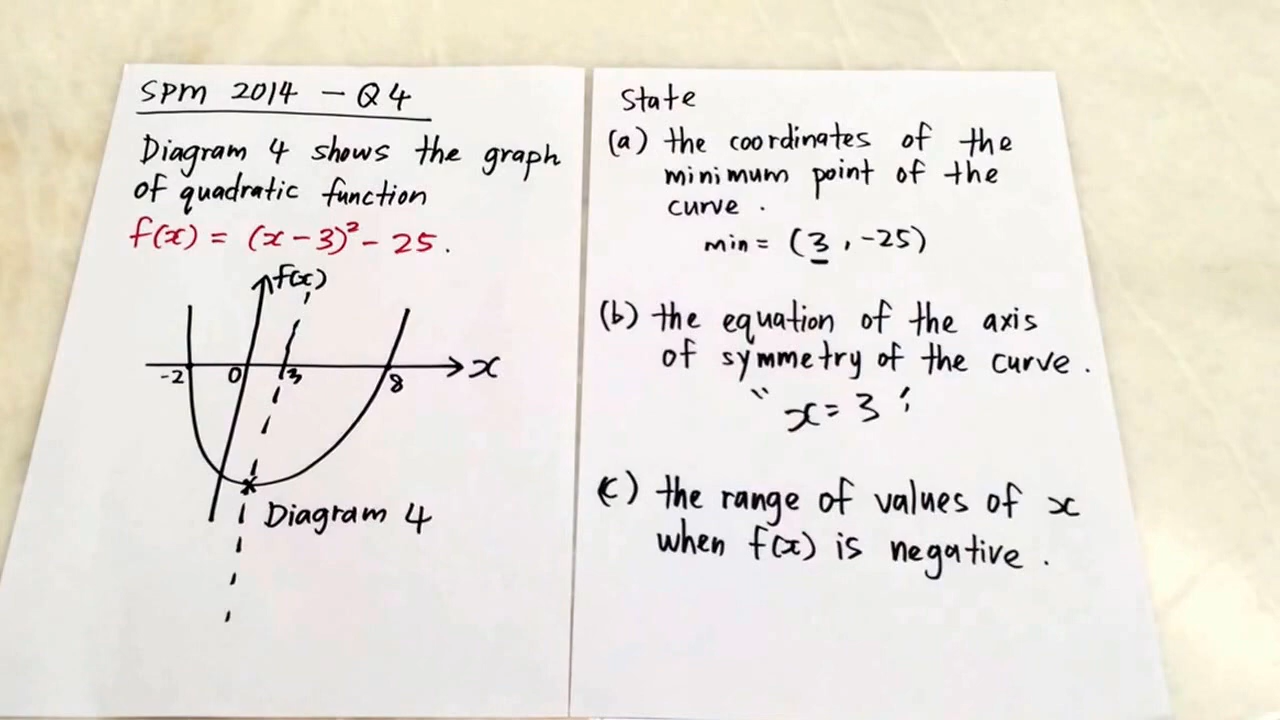 SPM 2014 - Q4
Diagram 4 shows the graph
of quadratic function
f(x) = (x-3)² - 25.
f(x)
-2 0 3 8 x
Diagram 4
State
(a) the coordinates of the
minimum point of the
curve.
min = (3, -25)
(b) the equation of the axis
of symmetry of the curve.
" x = 3 "
(c) the range of values of x
when f(x) is negative.